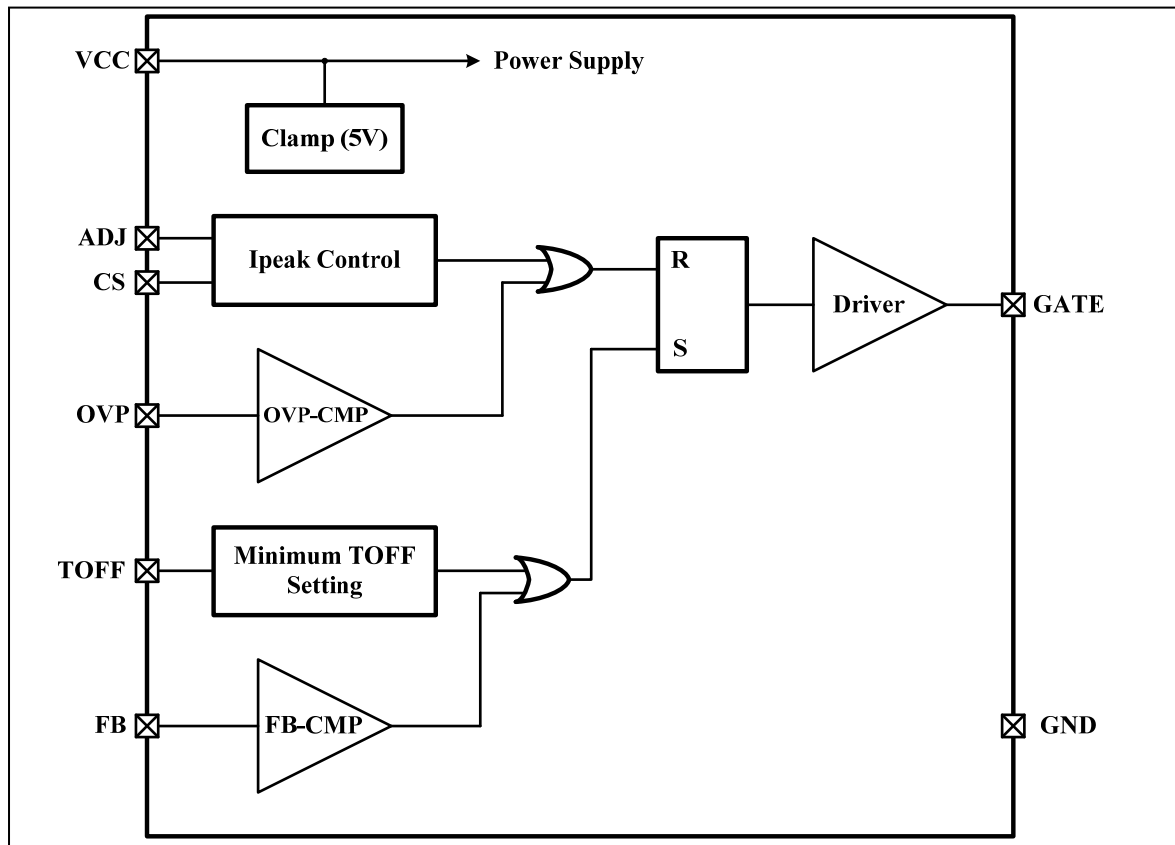 VCC
Power Supply
Clamp (5V)
ADJ
CS
Ipeak Control
R
S
Driver
GATE
OVP
OVP-CMP
TOFF
Minimum TOFF
Setting
FB
FB-CMP
GND